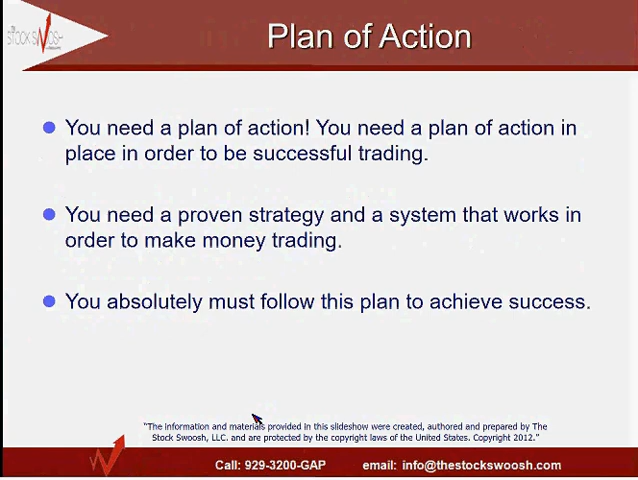 THE
STOCK SWOOSH
Plan of Action
You need a plan of action! You need a plan of action in
place in order to be successful trading.
You need a proven strategy and a system that works in
order to make money trading.
You absolutely must follow this plan to achieve success.
"The information and materials provided in this slideshow were created, authored and prepared by The
Stock Swoosh, LLC. and are protected by the copyright laws of the United States. Copyright 2012."
Call: 929-3200-GAP email: info@thestockswoosh.com